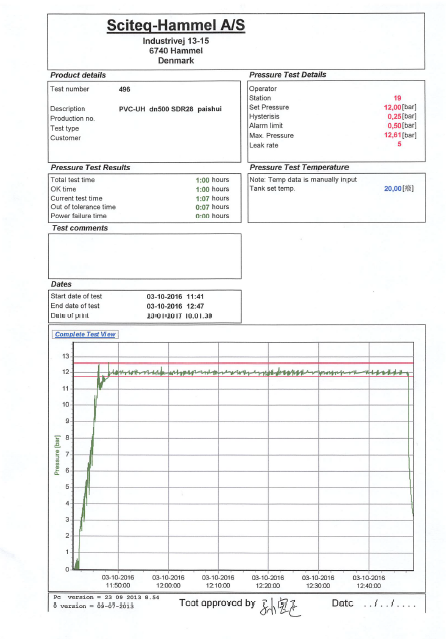 Sciteq-Hammel A/S
Industrivej 13-15
6740 Hammel
Denmark
Product details
Test number 496
Description PVC-UH dn500 SDR28 paishui
Production no.
Test type
Customer
Pressure Test Details
Operator
Station 19
Set Pressure 12,00[bar]
Hysterisis 0,25[bar]
Alarm limit 0,50[bar]
Max. Pressure 12,61[bar]
Leak rate 5
Pressure Test Results
Total test time 1:00 hours
OK time 1:00 hours
Current test time 1:07 hours
Out of tolerance time 0:07 hours
Power failure time 0:00 hours
Pressure Test Temperature
Note: Temp data is manually input
Tank set temp. 20,00
Test comments
Dates
Start date of test 03-10-2016 11:41
End date of test 03-10-2016 12:47
Date of print
Complete Test View
Pressure [bar]
13
12
11
10
9
8
7
6
5
4
3
2
1
0
03-10-2016 03-10-2016 03-10-2016 03-10-2016 03-10-2016 03-10-2016
11:50:00 12:00:00 12:10:00 12:20:00 12:30:00 12:40:00
Pc version = 23 09 2013 8.54
version =
Test approved by
Date ../../....